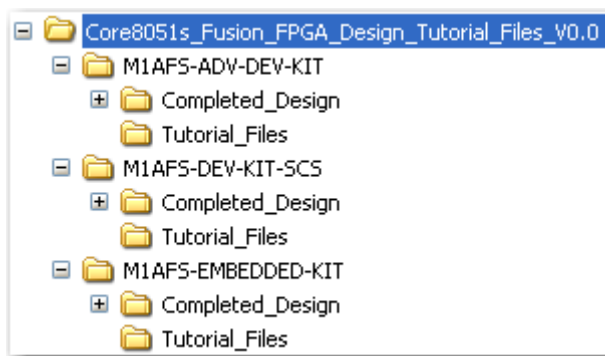 Core8051s_Fusion_FPGA_Design_Tutorial_Files_V0.0
M1AFS-ADV-DEV-KIT
Completed_Design
Tutorial_Files
M1AFS-DEV-KIT-SCS
Completed_Design
Tutorial_Files
M1AFS-EMBEDDED-KIT
Completed_Design
Tutorial_Files